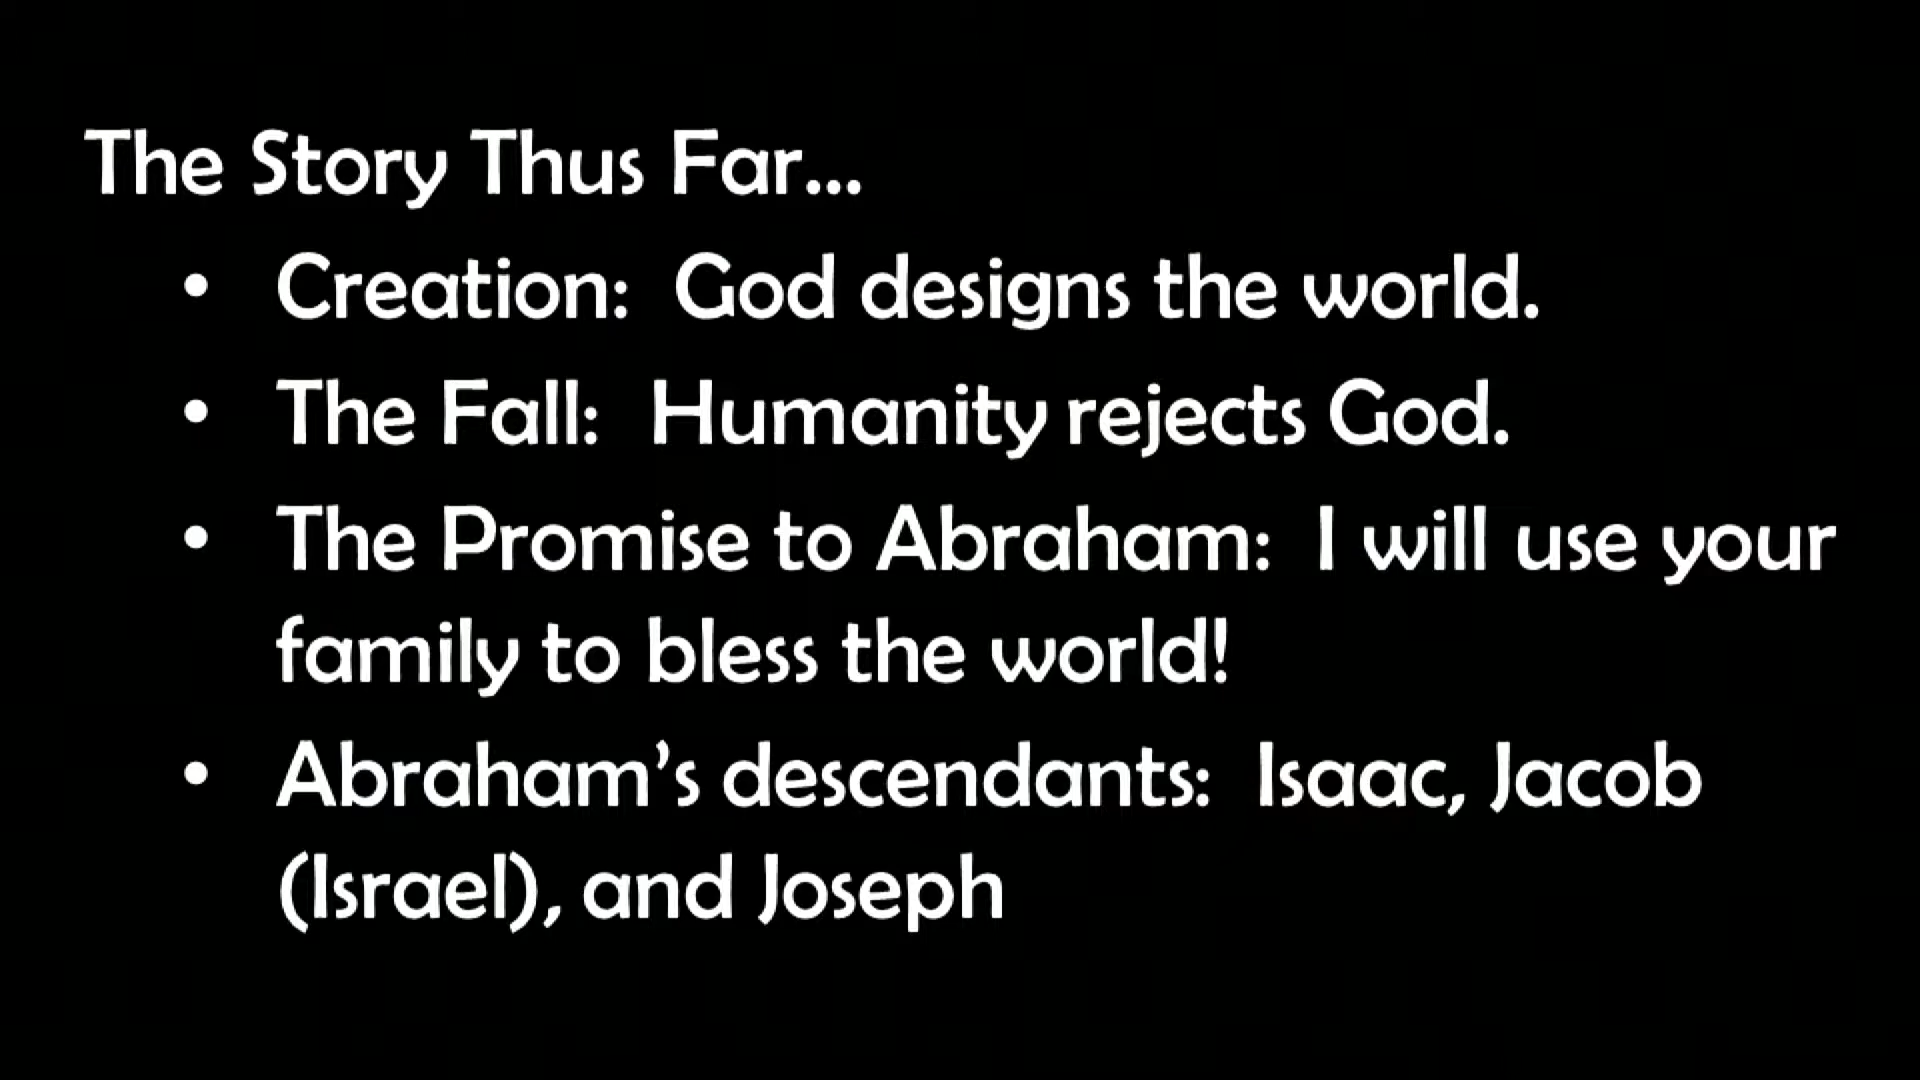 The Story Thus Far...
• Creation:  God designs the world.
• The Fall:  Humanity rejects God.
• The Promise to Abraham:  I will use your
family to bless the world!
• Abraham’s descendants:  Isaac, Jacob
(Israel), and Joseph